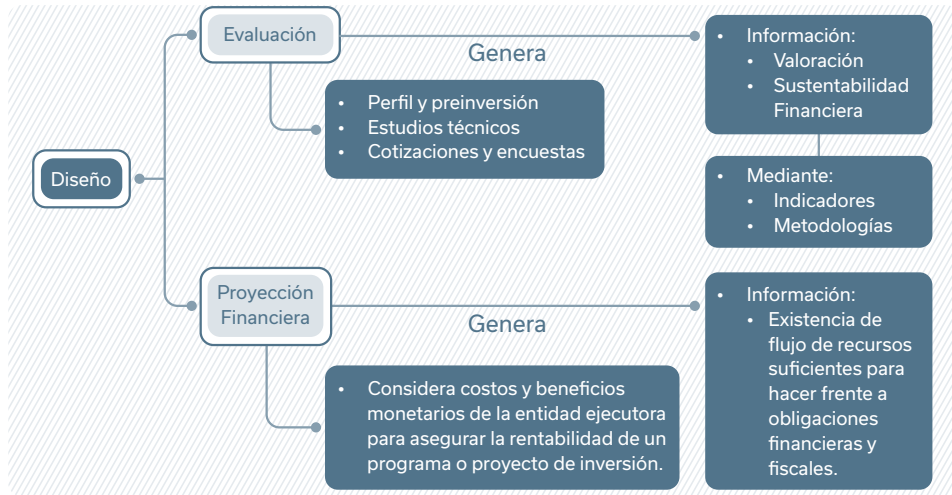 Diseño
Evaluación
Genera
• Información:
• Valoración
• Sustentabilidad
Financiera
• Perfil y preinversión
• Estudios técnicos
• Cotizaciones y encuestas
• Mediante:
• Indicadores
• Metodologías
Proyección
Financiera
Genera
• Información:
• Existencia de
flujo de recursos
suficientes para
hacer frente a
obligaciones
financieras y
fiscales.
• Considera costos y beneficios
monetarios de la entidad ejecutora
para asegurar la rentabilidad de un
programa o proyecto de inversión.